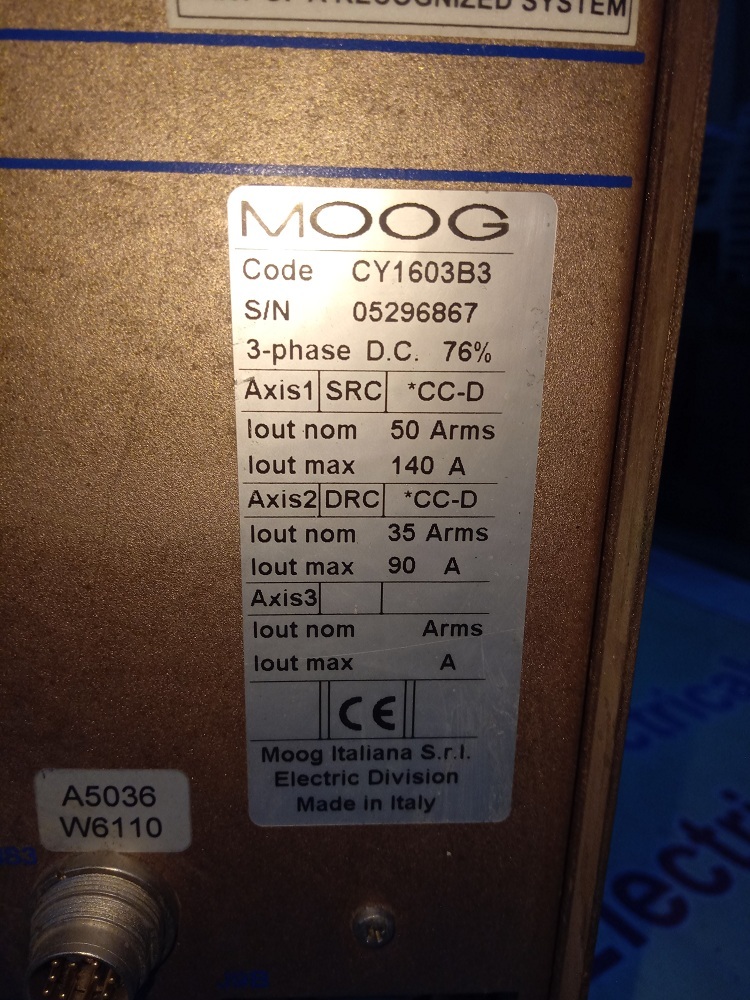 RECOGNIZED SYSTEM
MOOG
Code CY1603B3
S/N 05296867
3-phase D.C. 76%
Axis1 SRC *CC-D
Iout nom 50 Arms
Iout max 140 A
Axis2 DRC *CC-D
Iout nom 35 Arms
Iout max 90 A
Axis3
Iout nom Arms
Iout max A
CE
Moog Italiana S.r.l.
Electric Division
Made in Italy
A5036
W6110